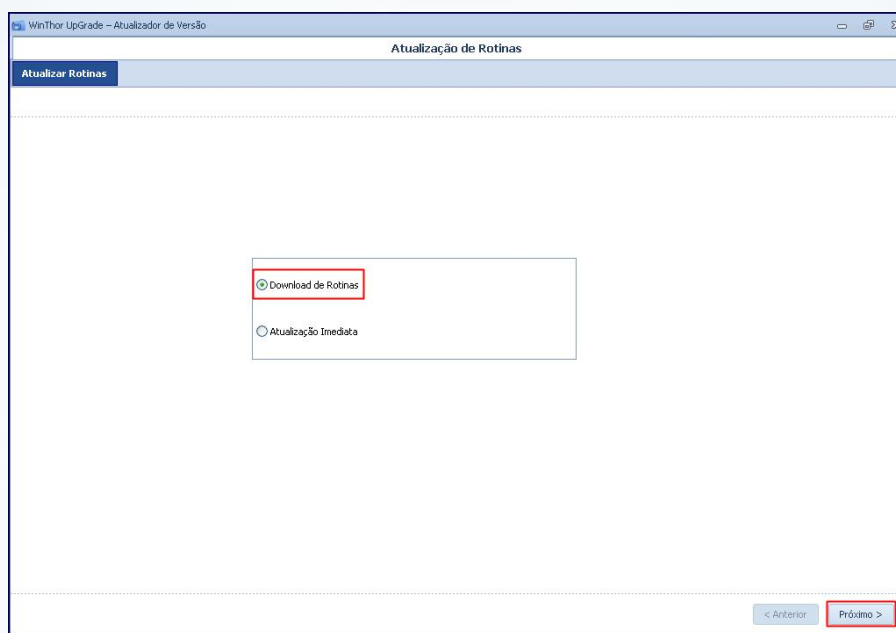 WinThor UpGrade – Atualizador de Versão
Atualização de Rotinas
Atualizar Rotinas
Download de Rotinas
Atualização Imediata
< Anterior
Próximo >